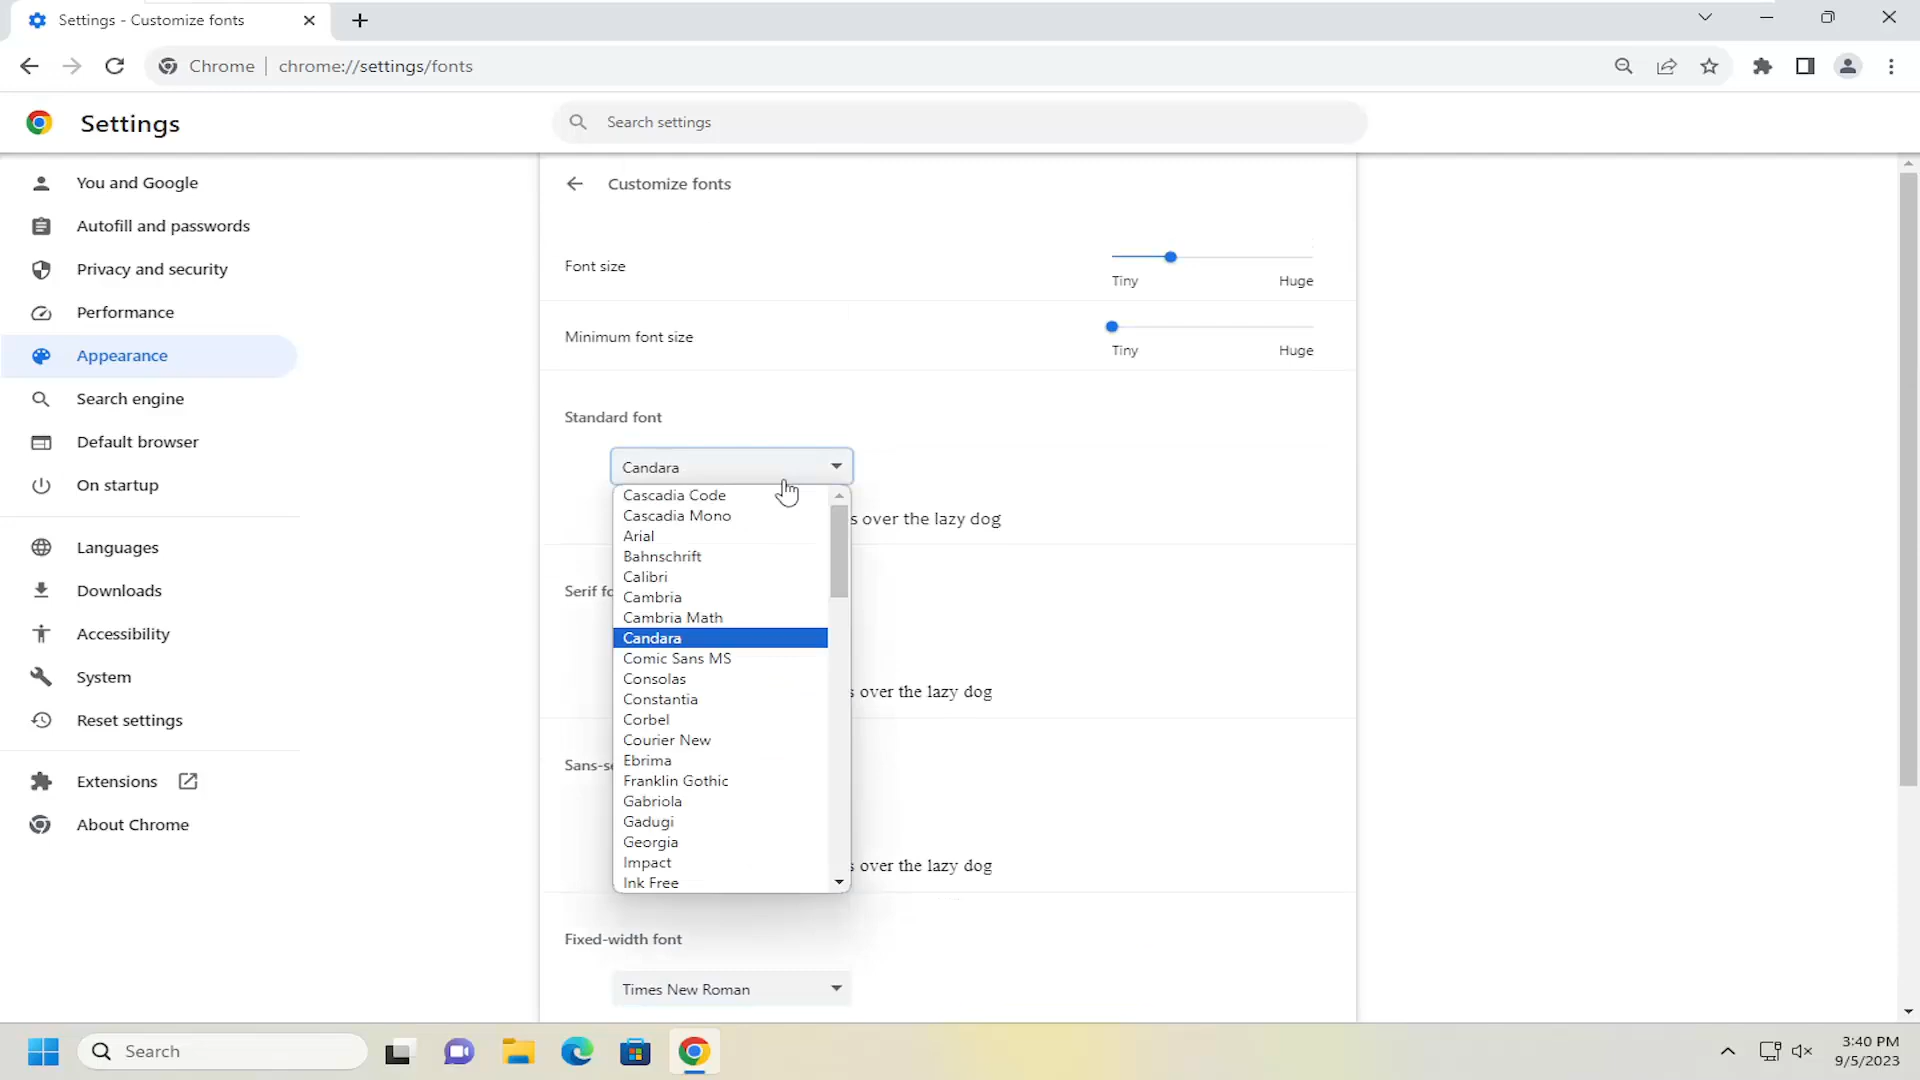 Settings - Customize fonts
Chrome | chrome://settings/fonts
Settings
Search settings
You and Google
Autofill and passwords
Privacy and security
Performance
Appearance
Search engine
Default browser
On startup
Languages
Downloads
Accessibility
System
Reset settings
Extensions
About Chrome
Customize fonts
Font size
Tiny Huge
Minimum font size
Tiny Huge
Standard font
Candara
Cascadia Code
Cascadia Mono
Arial
Bahnschrift
Calibri
Cambria
Cambria Math
Candara
Comic Sans MS
Consolas
Constantia
Corbel
Courier New
Ebrima
Franklin Gothic
Gabriola
Gadugi
Georgia
Impact
Ink Free
s over the lazy dog
Serif fo
s over the lazy dog
Sans-se
s over the lazy dog
Fixed-width font
Times New Roman
Search
3:40 PM
9/5/2023